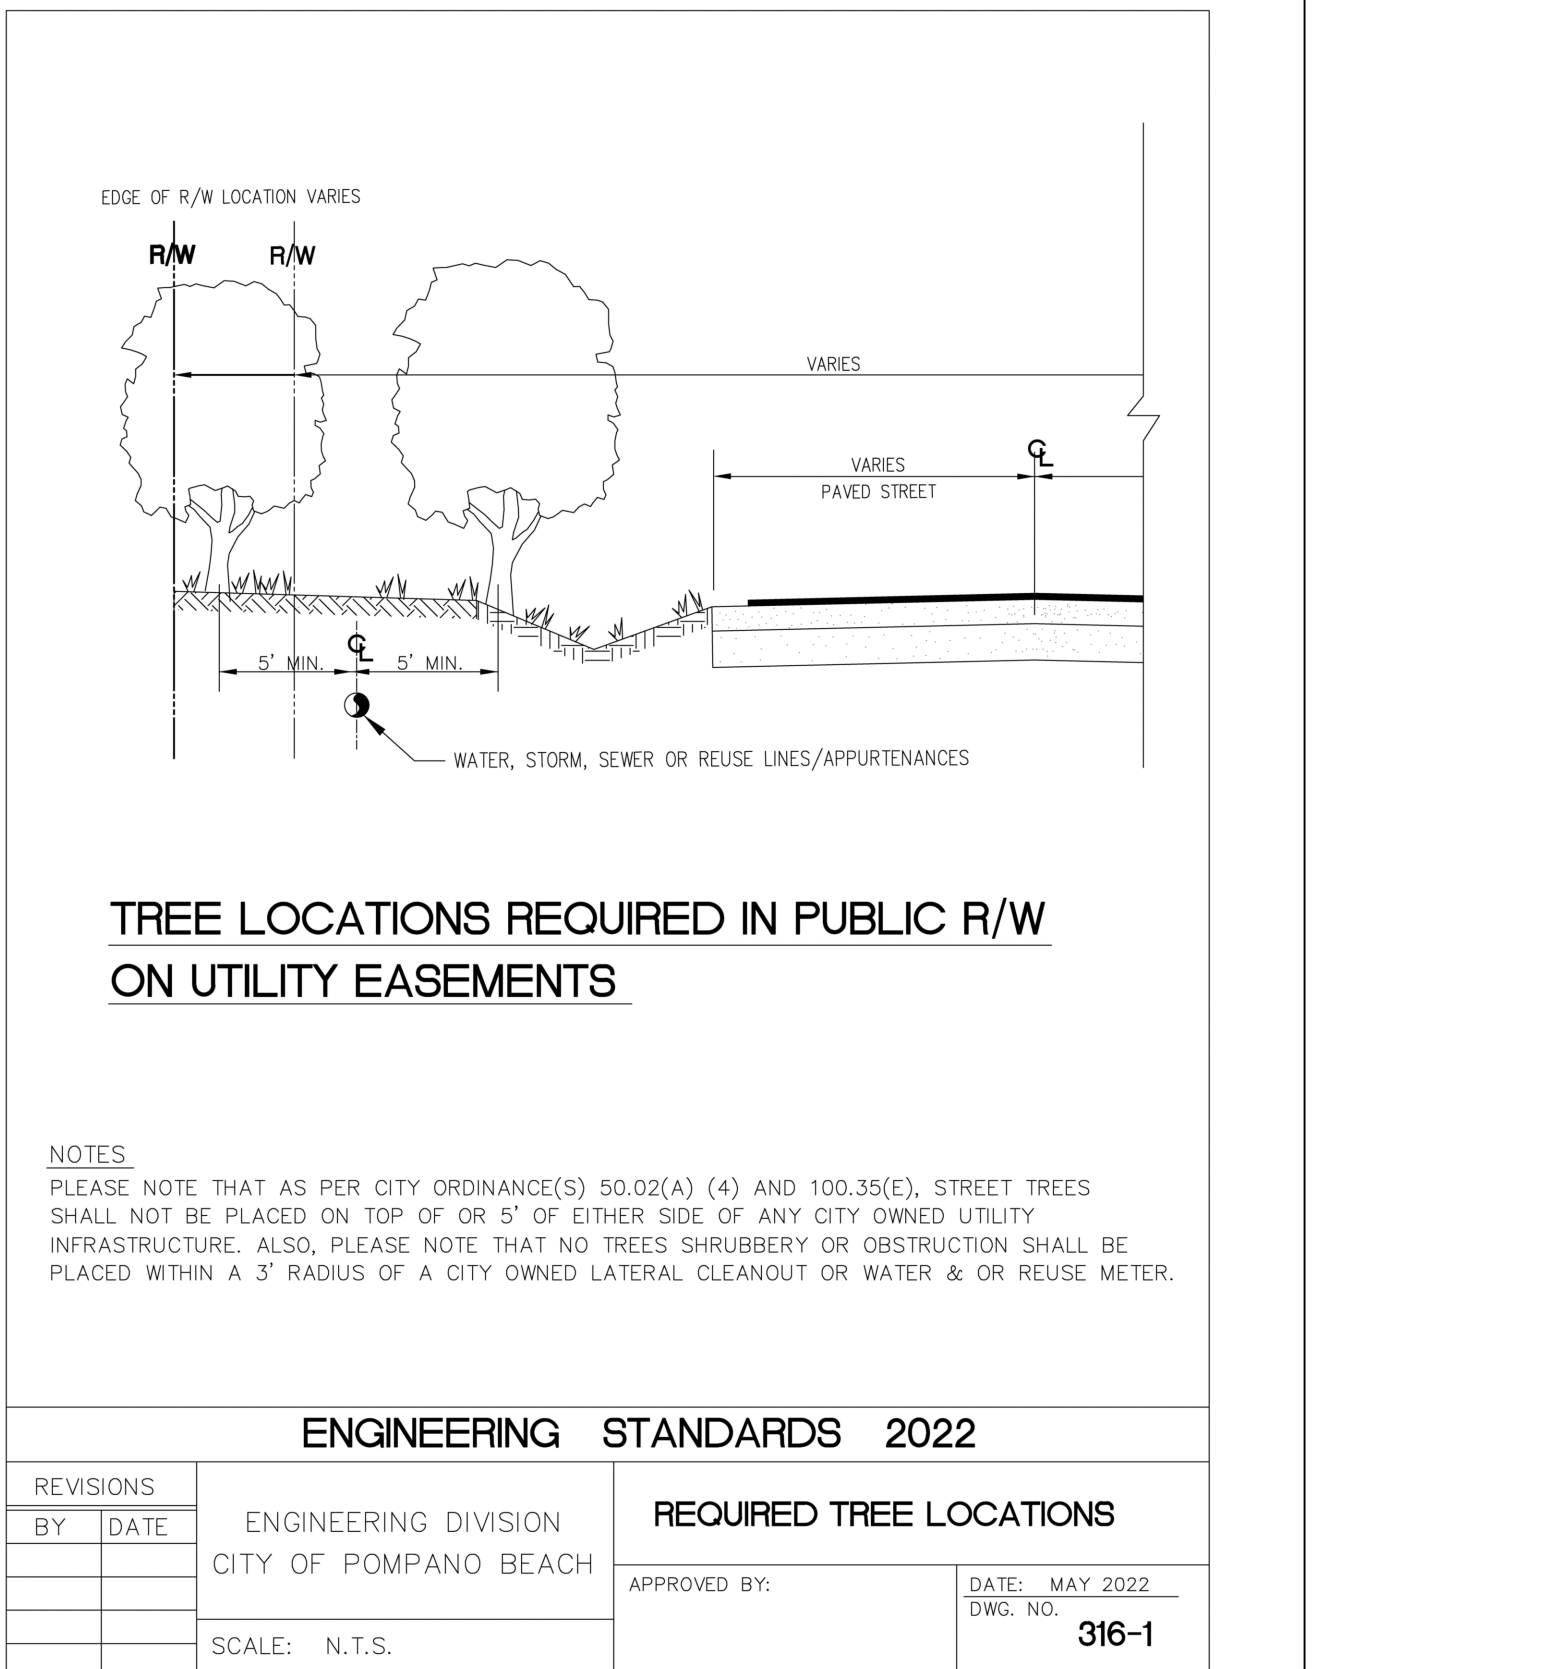 EDGE OF R/W LOCATION VARIES
R/W R/W
VARIES
CL
VARIES
PAVED STREET
CL
5' MIN. 5' MIN.
WATER, STORM, SEWER OR REUSE LINES/APPURTENANCES
TREE LOCATIONS REQUIRED IN PUBLIC R/W
ON UTILITY EASEMENTS
NOTES
PLEASE NOTE THAT AS PER CITY ORDINANCE(S) 50.02(A) (4) AND 100.35(E), STREET TREES
SHALL NOT BE PLACED ON TOP OF OR 5' OF EITHER SIDE OF ANY CITY OWNED UTILITY
INFRASTRUCTURE. ALSO, PLEASE NOTE THAT NO TREES SHRUBBERY OR OBSTRUCTION SHALL BE
PLACED WITHIN A 3' RADIUS OF A CITY OWNED LATERAL CLEANOUT OR WATER & OR REUSE METER.
ENGINEERING STANDARDS 2022
REVISIONS
BY DATE
ENGINEERING DIVISION
CITY OF POMPANO BEACH
SCALE: N.T.S.
REQUIRED TREE LOCATIONS
APPROVED BY:
DATE: MAY 2022
DWG. NO.
316-1